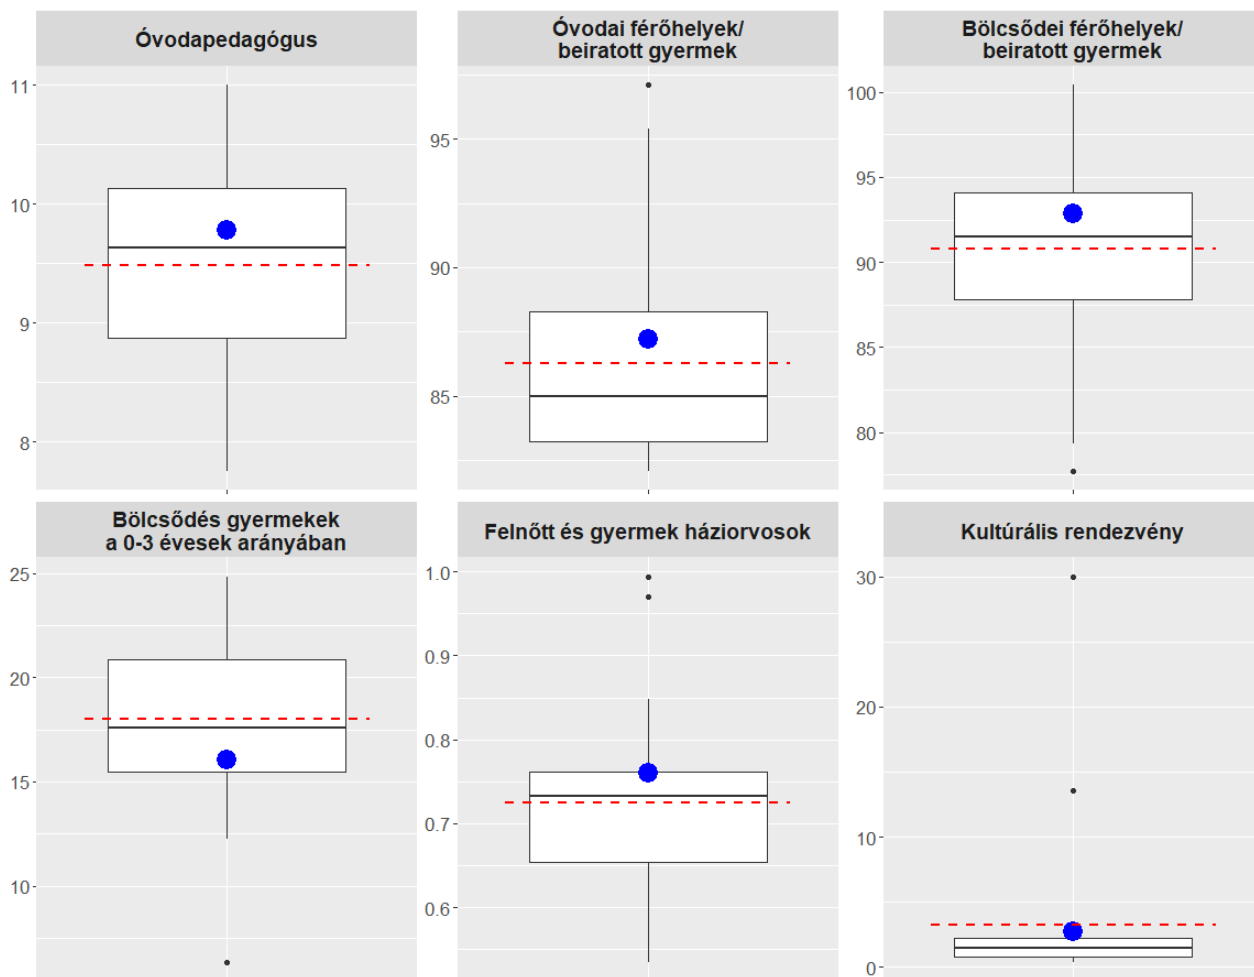 Óvodapedagógus
11
10
9
8
Óvodai férőhelyek/
beiratott gyermek
95
90
85
Bölcsődei férőhelyek/
beiratott gyermek
100
95
90
85
80
Bölcsődés gyermekek
a 0-3 évesek arányában
25
20
15
10
Felnőtt és gyermek háziorvosok
1.0
0.9
0.8
0.7
0.6
Kultúrális rendezvény
30
20
10
0